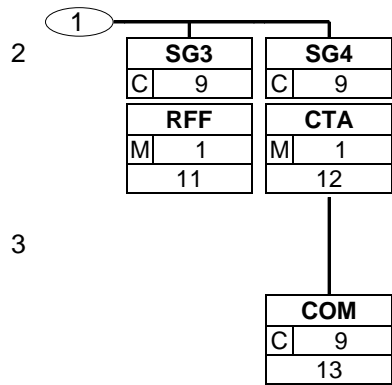 1
2
SG3 SG4
C 9 C 9
RFF CTA
M 1 M 1
11 12
3
COM
C 9
13